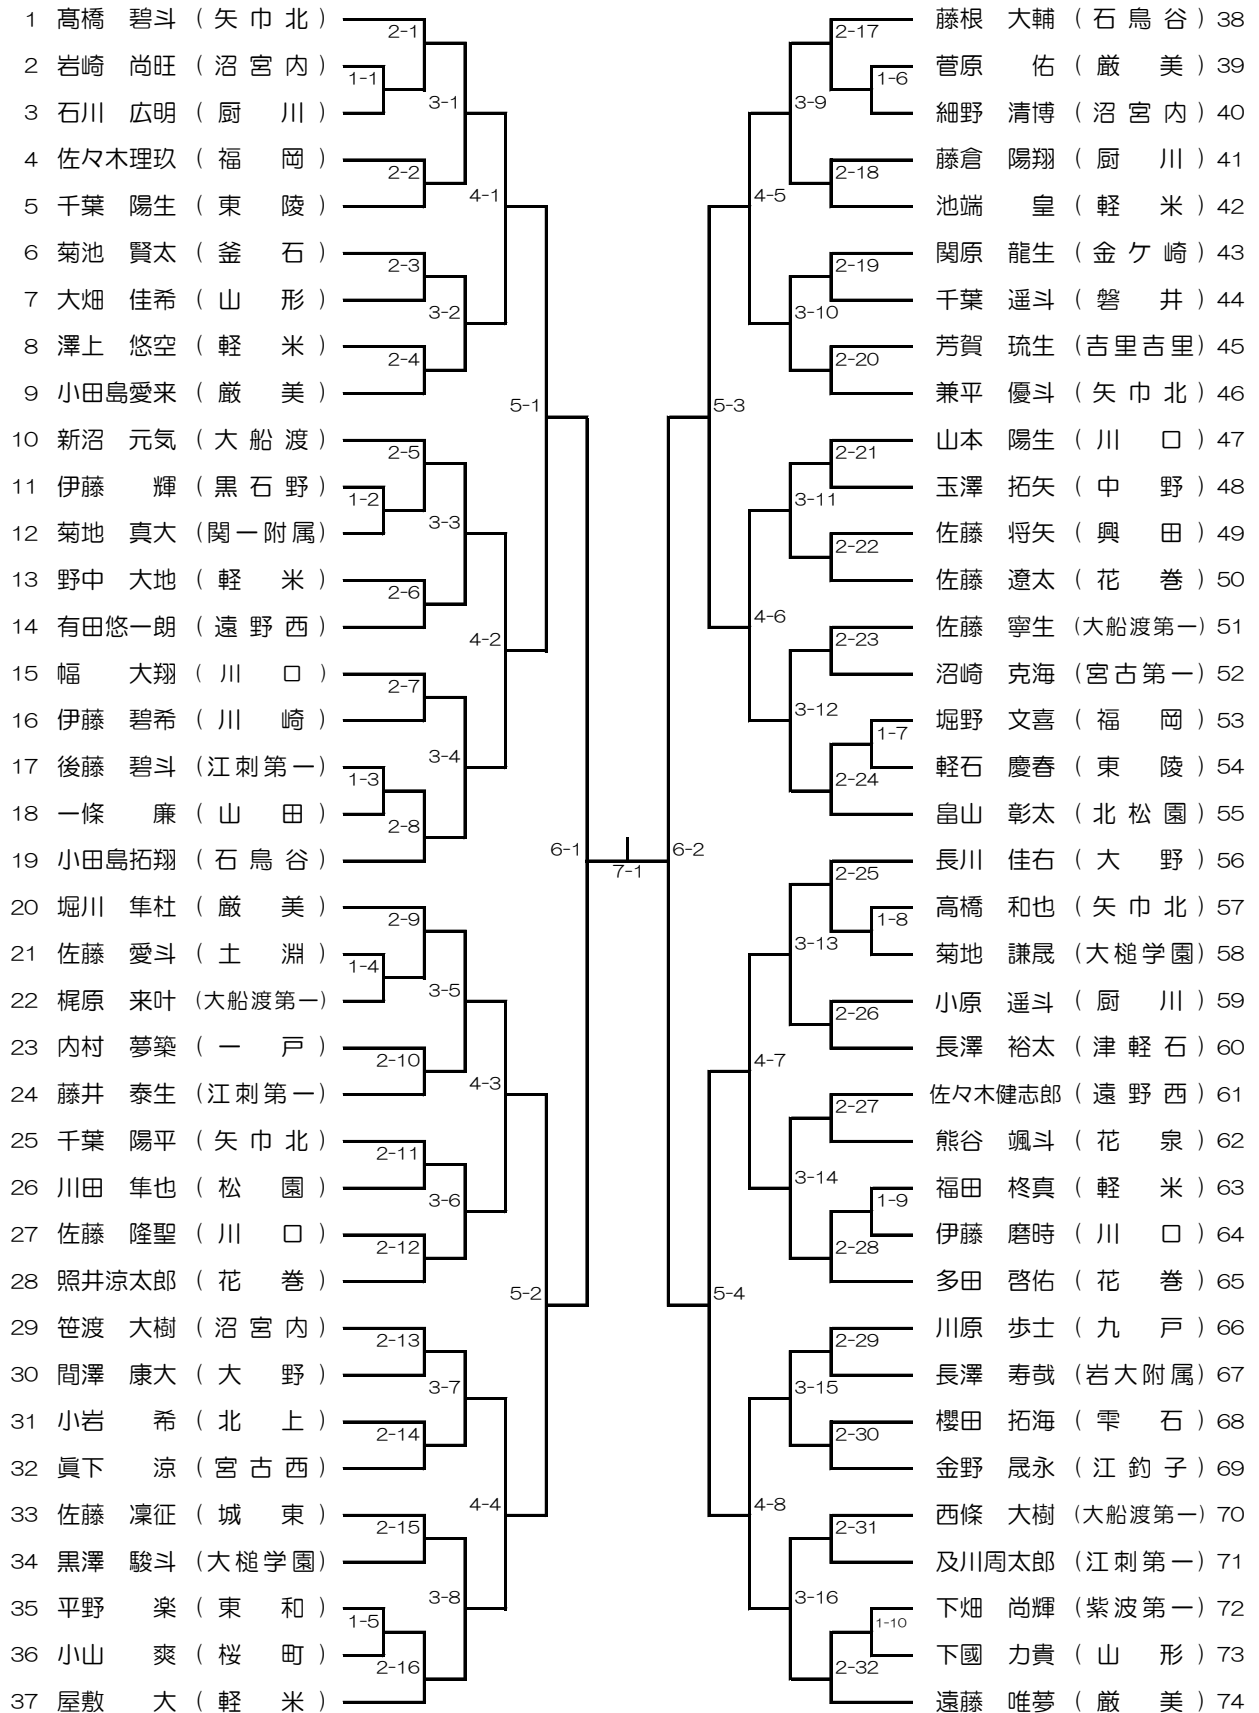 1 髙橋 碧斗 ( 矢 巾 北 )
2 岩崎 尚旺 ( 沼 宮 内 )
3 石川 広明 ( 厨 川 )
4 佐々木理玖 ( 福 岡 )
5 千葉 陽生 ( 東 陵 )
6 菊池 賢太 ( 釜 石 )
7 大畑 佳希 ( 山 形 )
8 澤上 悠空 ( 軽 米 )
9 小田島愛来 ( 厳 美 )
10 新沼 元気 ( 大 船 渡 )
11 伊藤 輝 ( 黒 石 野 )
12 菊地 真大 (関一附属)
13 野中 大地 ( 軽 米 )
14 有田悠一朗 ( 遠 野 西 )
15 幅 大翔 ( 川 口 )
16 伊藤 碧希 ( 川 崎 )
17 後藤 碧斗 (江刺第一)
18 一條 廉 ( 山 田 )
19 小田島拓翔 ( 石 鳥 谷 )
20 堀川 隼杜 ( 厳 美 )
21 佐藤 愛斗 ( 土 淵 )
22 梶原 来叶 (大船渡第一)
23 内村 夢築 ( 一 戸 )
24 藤井 泰生 (江刺第一)
25 千葉 陽平 ( 矢 巾 北 )
26 川田 隼也 ( 松 園 )
27 佐藤 隆聖 ( 川 口 )
28 照井涼太郎 ( 花 巻 )
29 笹渡 大樹 ( 沼 宮 内 )
30 間澤 康大 ( 大 野 )
31 小岩 希 ( 北 上 )
32 眞下 涼 ( 宮 古 西 )
33 佐藤 凜征 ( 城 東 )
34 黒澤 駿斗 (大槌学園)
35 平野 楽 ( 東 和 )
36 小山 爽 ( 桜 町 )
37 屋敷 大 ( 軽 米 )
2-1
1-1
3-1
2-2
4-1
2-3
3-2
2-4
5-1
2-5
1-2
3-3
2-6
4-2
2-7
3-4
1-3
2-8
6-1
2-9
1-4
3-5
2-10
4-3
2-11
3-6
2-12
5-2
2-13
3-7
2-14
4-4
2-15
3-8
1-5
2-16
7-1
2-17
1-6
3-9
2-18
4-5
2-19
3-10
2-20
5-3
2-21
3-11
2-22
4-6
2-23
3-12
1-7
2-24
6-2
2-25
1-8
3-13
2-26
4-7
2-27
3-14
1-9
2-28
5-4
2-29
3-15
2-30
4-8
2-31
3-16
1-10
2-32
藤根 大輔 ( 石 鳥 谷 ) 38
菅原 佑 ( 厳 美 ) 39
細野 清博 ( 沼 宮 内 ) 40
藤倉 陽翔 ( 厨 川 ) 41
池端 皇 ( 軽 米 ) 42
関原 龍生 ( 金 ケ 崎 ) 43
千葉 遥斗 ( 磐 井 ) 44
芳賀 琉生 (吉里吉里) 45
兼平 優斗 ( 矢 巾 北 ) 46
山本 陽生 ( 川 口 ) 47
玉澤 拓矢 ( 中 野 ) 48
佐藤 将矢 ( 興 田 ) 49
佐藤 遼太 ( 花 巻 ) 50
佐藤 寧生 (大船渡第一) 51
沼崎 克海 (宮古第一) 52
堀野 文喜 ( 福 岡 ) 53
軽石 慶春 ( 東 陵 ) 54
畠山 彰太 ( 北 松 園 ) 55
長川 佳右 ( 大 野 ) 56
高橋 和也 ( 矢 巾 北 ) 57
菊地 謙晟 (大槌学園) 58
小原 遥斗 ( 厨 川 ) 59
長澤 裕太 ( 津 軽 石 ) 60
佐々木健志郎 ( 遠 野 西 ) 61
熊谷 颯斗 ( 花 泉 ) 62
福田 柊真 ( 軽 米 ) 63
伊藤 磨時 ( 川 口 ) 64
多田 啓佑 ( 花 巻 ) 65
川原 歩士 ( 九 戸 ) 66
長澤 寿哉 (岩大附属) 67
櫻田 拓海 ( 雫 石 ) 68
金野 晟永 ( 江 釣 子 ) 69
西條 大樹 (大船渡第一) 70
及川周太郎 (江刺第一) 71
下畑 尚輝 (紫波第一) 72
下國 力貴 ( 山 形 ) 73
遠藤 唯夢 ( 厳 美 ) 74